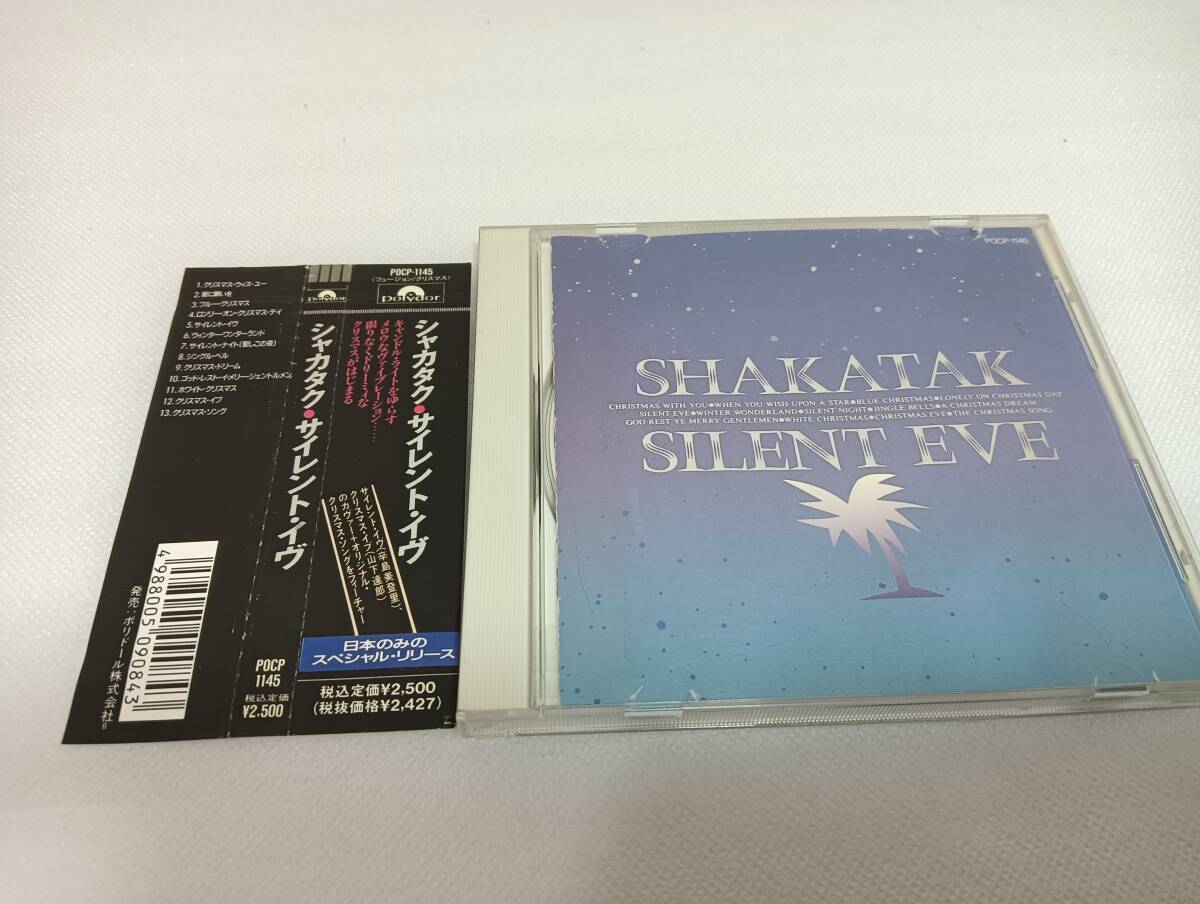 1. クリスマス・ウィズ・ユー
2. 星に願いを
3. ブルー・クリスマス
4. ロンリー・オン・クリスマス・デイ
5. サイレント・イヴ
6. ウィンター・ワンダーランド
7. サイレント・ナイト(聖しこの夜)
8. ジングル・ベル
9. クリスマス・ドリーム
10. ゴッド・レスト・イ・メリー・ジェントルメン
11. ホワイト・クリスマス
12. クリスマス・イブ
13. クリスマス・ソング
4 988005 090843
発売:ポリドール株式会社
polydor
シャカタク●サイレント・イヴ
POCP
1145
税込定価
¥2,500
POCP-1145
〈フュージョン/クリスマス〉
polydor
キャンドル・ライトをゆらす
メロウなヴァイブレーション……
限りなくドリーミィな
クリスマスがはじまる
シャカタク●サイレント・イヴ
サイレント・イヴ(辛島美登里)、
クリスマス・イブ(山下達郎)
のカヴァー+オリジナル・
クリスマス・ソングをフィーチャー
日本のみの
スペシャル・リリース
税込定価¥2,500
(税抜価格¥2,427)
POCP-1145
SHAKATAK
CHRISTMAS WITH YOU●WHEN YOU WISH UPON A STAR●BLUE CHRISTMAS●LONELY ON CHRISTMAS DAY
SILENT EVE●WINTER WONDERLAND●SILENT NIGHT●JINGLE BELLS●A CHRISTMAS DREAM
GOD REST YE MERRY GENTLEMEN●WHITE CHRISTMAS●CHRISTMAS EVE●THE CHRISTMAS SONG
SILENT EVE